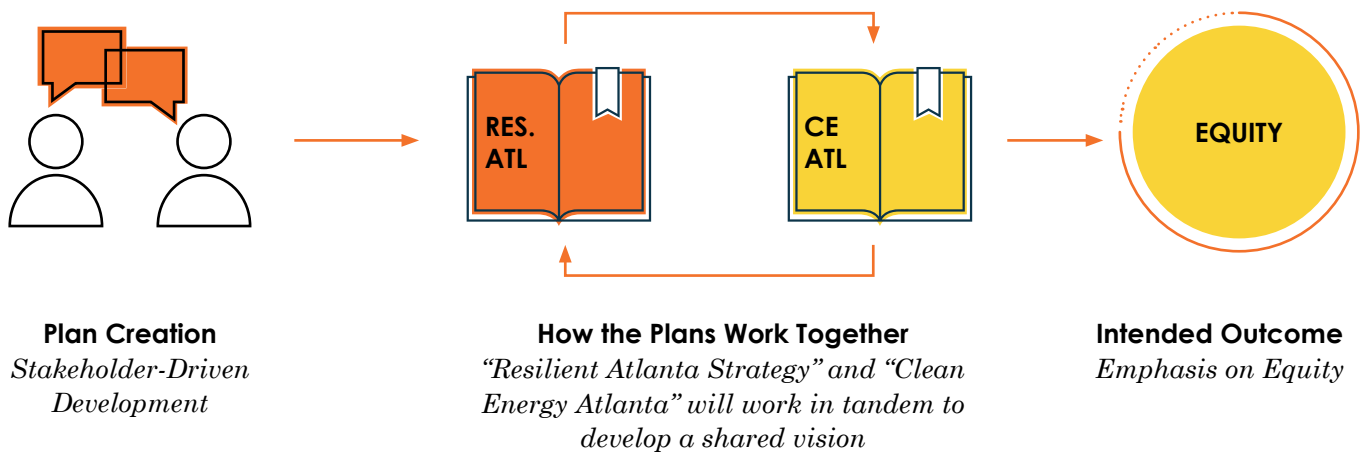 RES.
ATL
CE
ATL
EQUITY
Plan Creation
Stakeholder-Driven
Development
How the Plans Work Together
“Resilient Atlanta Strategy” and “Clean
Energy Atlanta” will work in tandem to
develop a shared vision
Intended Outcome
Emphasis on Equity